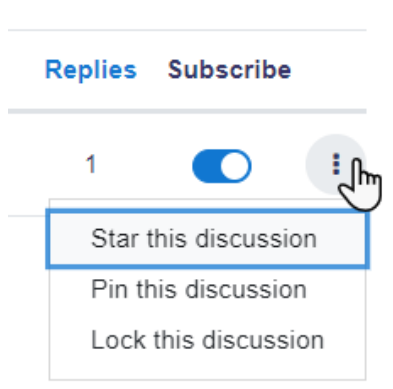 Replies Subscribe
1
Star this discussion
Pin this discussion
Lock this discussion